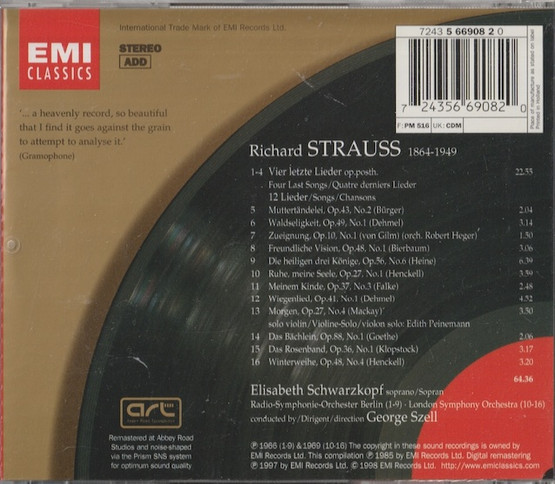 EMI
CLASSICS
International Trade Mark of EMI Records Ltd.
STEREO
ADD
'... a heavenly record, so beautiful
that I find it goes against the grain
to attempt to analyse it.'
(Gramophone)
7243 5 66908 2 0
7 24356 69082 0
F: PM 516 UK: CDM
Place of manufacture as stated on label
Printed in Holland
Richard STRAUSS 1864-1949
1-4 Vier letzte Lieder op.posth. 22.55
Four Last Songs/Quatre derniers Lieder
12 Lieder/Songs/Chansons
5 Muttertändelei, Op.43, No.2 (Bürger) 2.04
6 Waldseligkeit, Op.49, No.1 (Dehmel) 3.14
7 Zueignung, Op.10, No.1 (von Gilm) (orch. Robert Heger) 1.50
8 Freundliche Vision, Op.48, No.1 (Bierbaum) 3.06
9 Die heiligen drei Könige, Op.56, No.6 (Heine) 6.39
10 Ruhe, meine Seele, Op.27, No.1 (Henckell) 3.59
11 Meinem Kinde, Op.37, No.3 (Falke) 2.48
12 Wiegenlied, Op.41, No.1 (Dehmel) 4.52
13 Morgen, Op.27, No.4 (Mackay) 3.50
solo violin/Violine-Solo/violon solo: Edith Peinemann
14 Das Bächlein, Op.88, No.1 (Goethe) 2.06
15 Das Rosenband, Op.36, No.1 (Klopstock) 3.17
16 Winterweihe, Op.48, No.4 (Henckell) 3.20
64.36
Elisabeth Schwarzkopf soprano/Sopran
Radio-Symphonie-Orchester Berlin (1-9) · London Symphony Orchestra (10-16)
conducted by/Dirigent/direction George Szell
art
Remastered at Abbey Road
Studios and noise-shaped
via the Prism SNS system
for optimum sound quality
℗ 1966 (1-9) & 1969 (10-16) The copyright in these sound recordings is owned by
EMI Records Ltd. This compilation ℗ 1985 by EMI Records Ltd. Digital remastering
℗ 1997 by EMI Records Ltd. © 1998 EMI Records Ltd. http://www.emiclassics.com